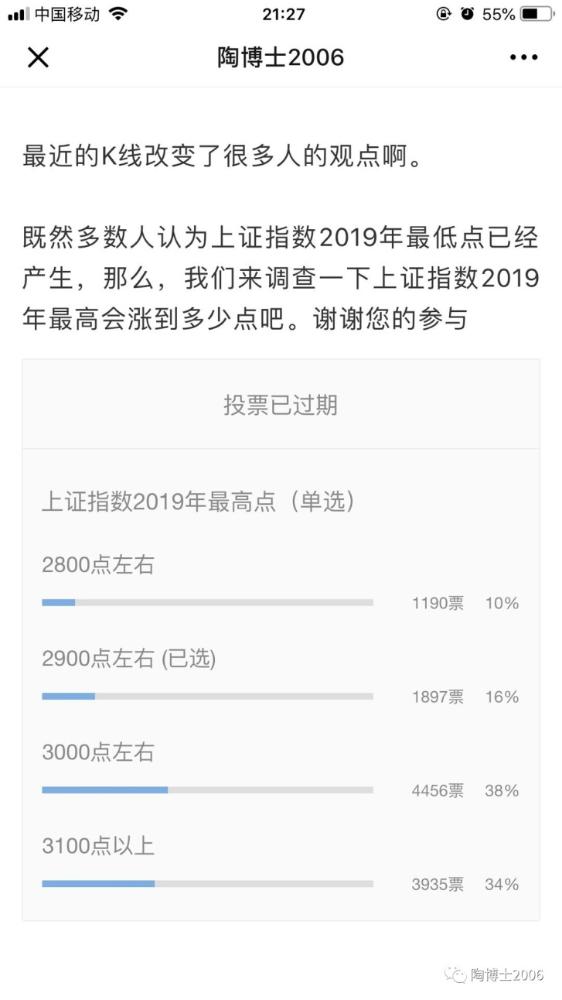 中国移动 21:27 55%
陶博士2006
最近的K线改变了很多人的观点啊。
既然多数人认为上证指数2019年最低点已经
产生，那么，我们来调查一下上证指数2019
年最高会涨到多少点吧。谢谢您的参与
投票已过期
上证指数2019年最高点（单选）
2800点左右
1190票 10%
2900点左右 (已选)
1897票 16%
3000点左右
4456票 38%
3100点以上
3935票 34%
陶博士2006